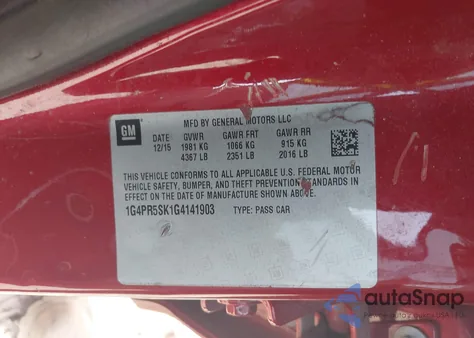 MFD BY GENERAL MOTORS LLC
GM
DATE GVWR GAWR FRT GAWR RR
12/15 1981 KG 1066 KG 915 KG
4367 LB 2351 LB 2016 LB
THIS VEHICLE CONFORMS TO ALL APPLICABLE U.S. FEDERAL MOTOR
VEHICLE SAFETY, BUMPER, AND THEFT PREVENTION STANDARDS IN
EFFECT ON THE DATE OF MANUFACTURE SHOWN ABOVE.
1G4PR5SK1G4141903 TYPE: PASS CAR
autoSnap